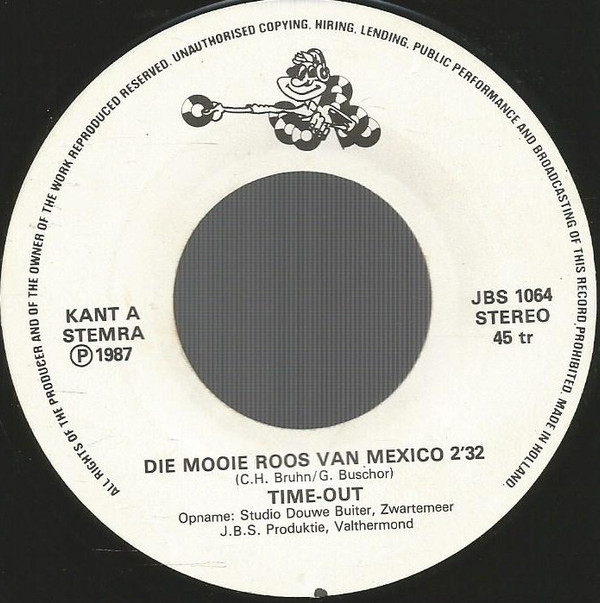 ALL RIGHTS OF THE PRODUCER AND OF THE OWNER OF THE WORK REPRODUCED RESERVED. UNAUTHORISED COPYING, HIRING, LENDING, PUBLIC PERFORMANCE AND BROADCASTING OF THIS RECORD PROHIBITED. MADE IN HOLLAND.
KANT A
STEMRA
Ⓟ 1987
JBS 1064
STEREO
45 tr
DIE MOOIE ROOS VAN MEXICO 2'32
(C.H. Bruhn/G. Buschor)
TIME-OUT
Opname: Studio Douwe Buiter, Zwartemeer
J.B.S. Produktie, Valthermond